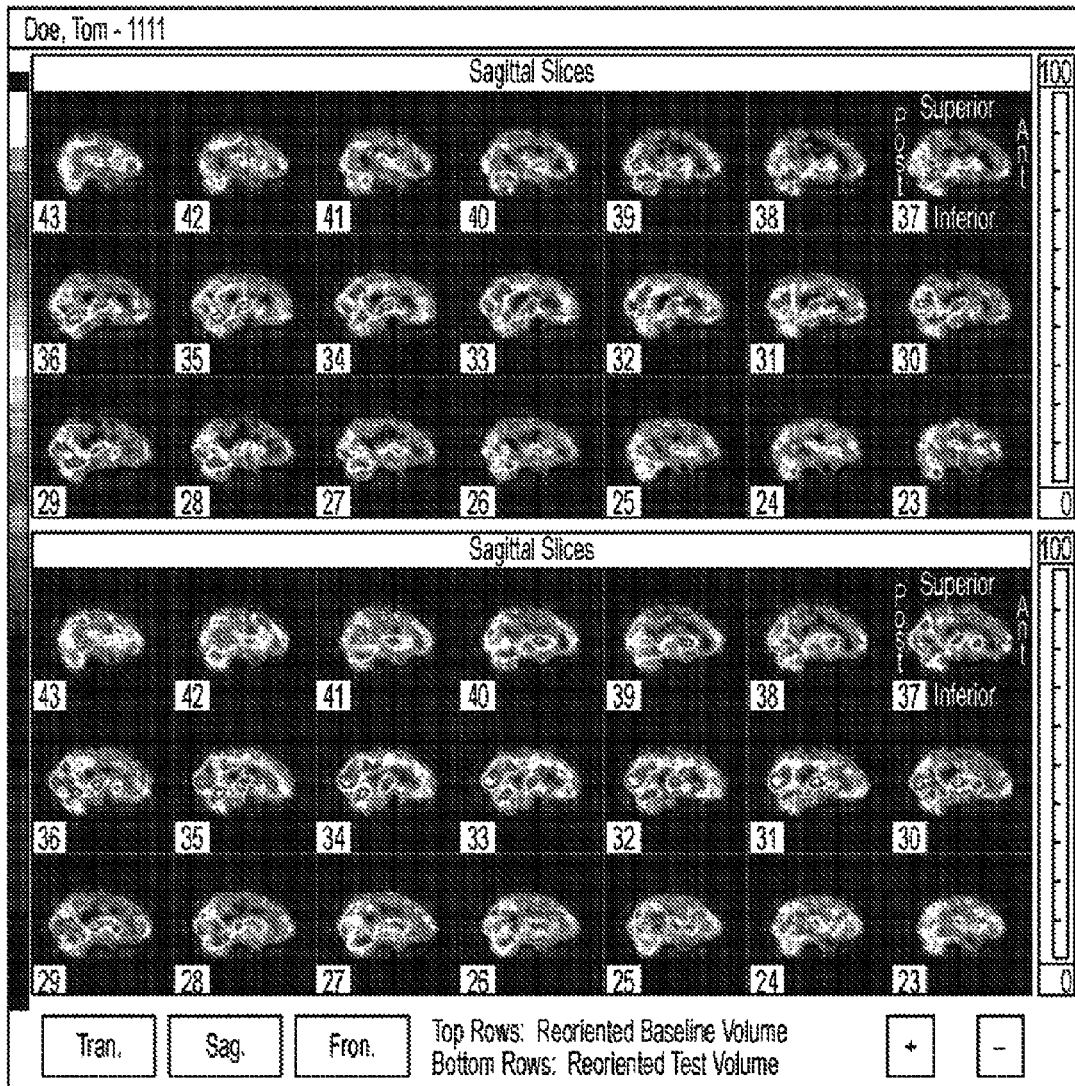 Doe, Tom - 1111
Sagittal Slices
100
Superior
Post
Ant
43 42 41 40 39 38 37 Inferior
36 35 34 33 32 31 30
29 28 27 26 25 24 23
0
Sagittal Slices
100
Superior
Post
Ant
43 42 41 40 39 38 37 Inferior
36 35 34 33 32 31 30
29 28 27 26 25 24 23
0
Tran. Sag. Fron. Top Rows: Reoriented Baseline Volume + −
Bottom Rows: Reoriented Test Volume